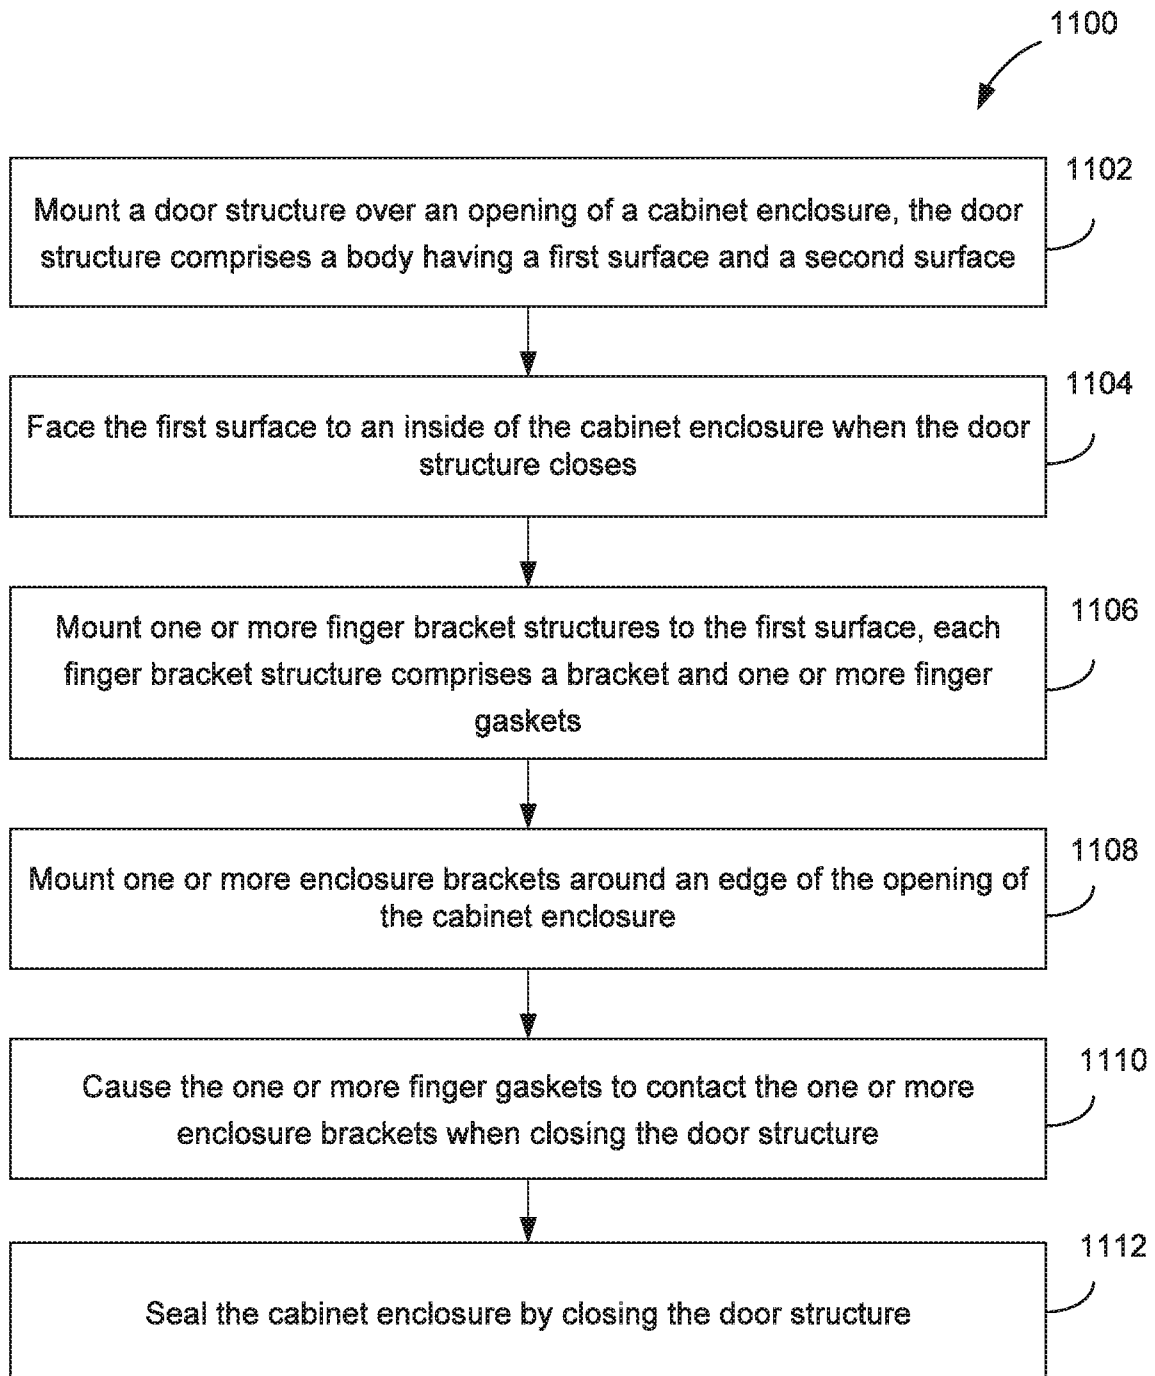 1100
1102
Mount a door structure over an opening of a cabinet enclosure, the door
structure comprises a body having a first surface and a second surface
1104
Face the first surface to an inside of the cabinet enclosure when the door
structure closes
1106
Mount one or more finger bracket structures to the first surface, each
finger bracket structure comprises a bracket and one or more finger
gaskets
1108
Mount one or more enclosure brackets around an edge of the opening of
the cabinet enclosure
1110
Cause the one or more finger gaskets to contact the one or more
enclosure brackets when closing the door structure
1112
Seal the cabinet enclosure by closing the door structure